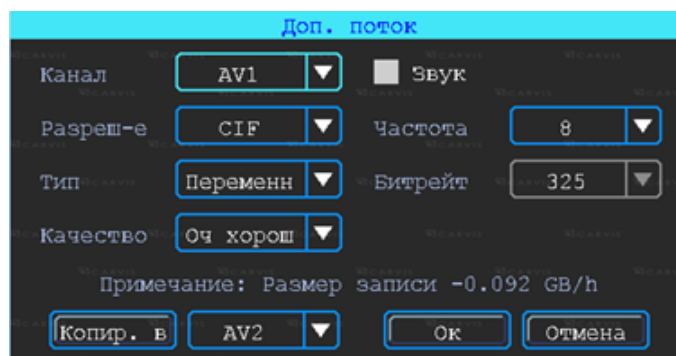 Доп. поток
Канал AV1 Звук
Разреш-е CIF Частота 8
Тип Переменн Битрейт 325
Качество Оч хорош
Примечание: Размер записи -0.092 GB/h
Копир. в AV2 Ок Отмена